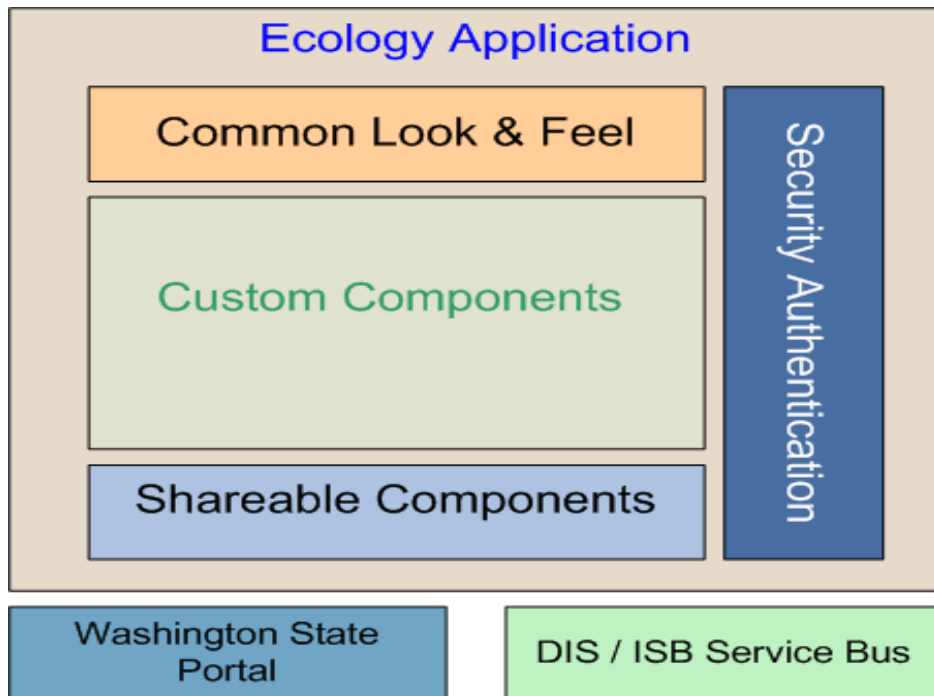 Ecology Application
Common Look & Feel
Custom Components
Shareable Components
Security Authentication
Washington State
Portal
DIS / ISB Service Bus